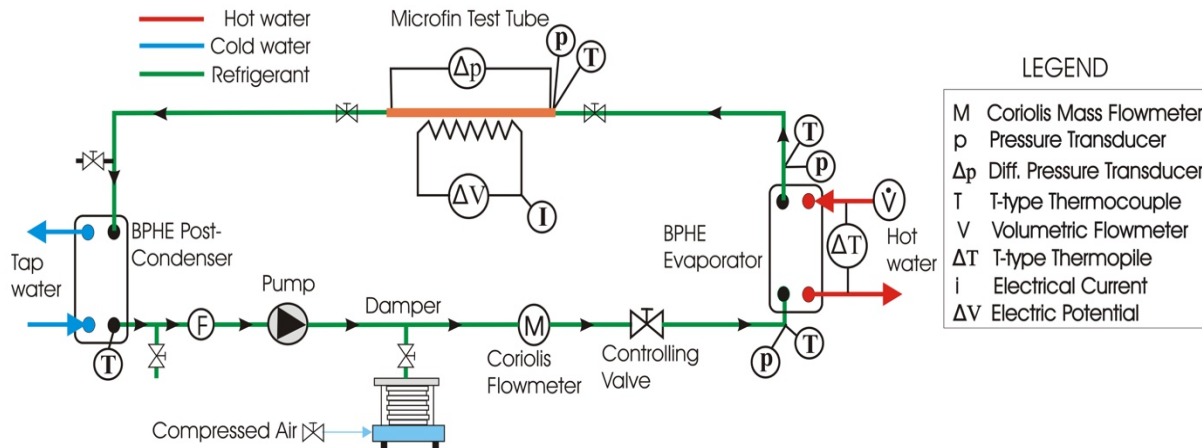 Hot water
Cold water
Refrigerant
Microfin Test Tube
p
T
Δp
ΔV
I
T
p
BPHE Post-
Condenser
Tap
water
T
F
Pump
Damper
Compressed Air
M
Coriolis
Flowmeter
Controlling
Valve
p
T
BPHE
Evaporator
V̇
ΔT
Hot
water
LEGEND
M Coriolis Mass Flowmeter
p Pressure Transducer
Δp Diff. Pressure Transducer
T T-type Thermocouple
V Volumetric Flowmeter
ΔT T-type Thermopile
i Electrical Current
ΔV Electric Potential